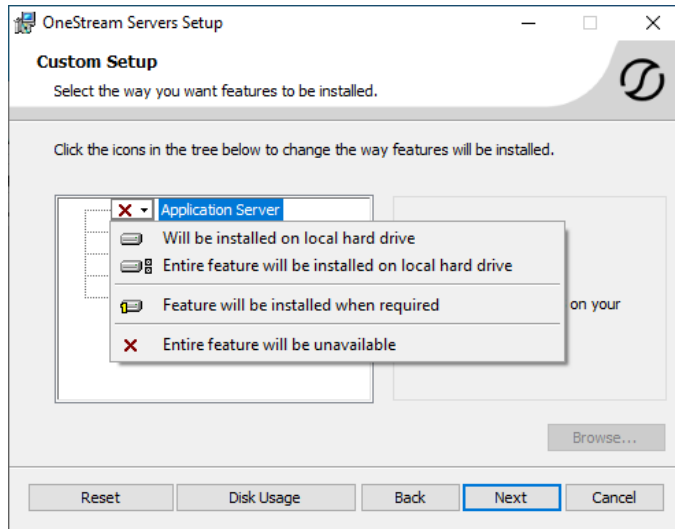 OneStream Servers Setup
Custom Setup
Select the way you want features to be installed.
Click the icons in the tree below to change the way features will be installed.
Application Server
Will be installed on local hard drive
Entire feature will be installed on local hard drive
Feature will be installed when required
on your
Entire feature will be unavailable
Browse...
Reset
Disk Usage
Back
Next
Cancel